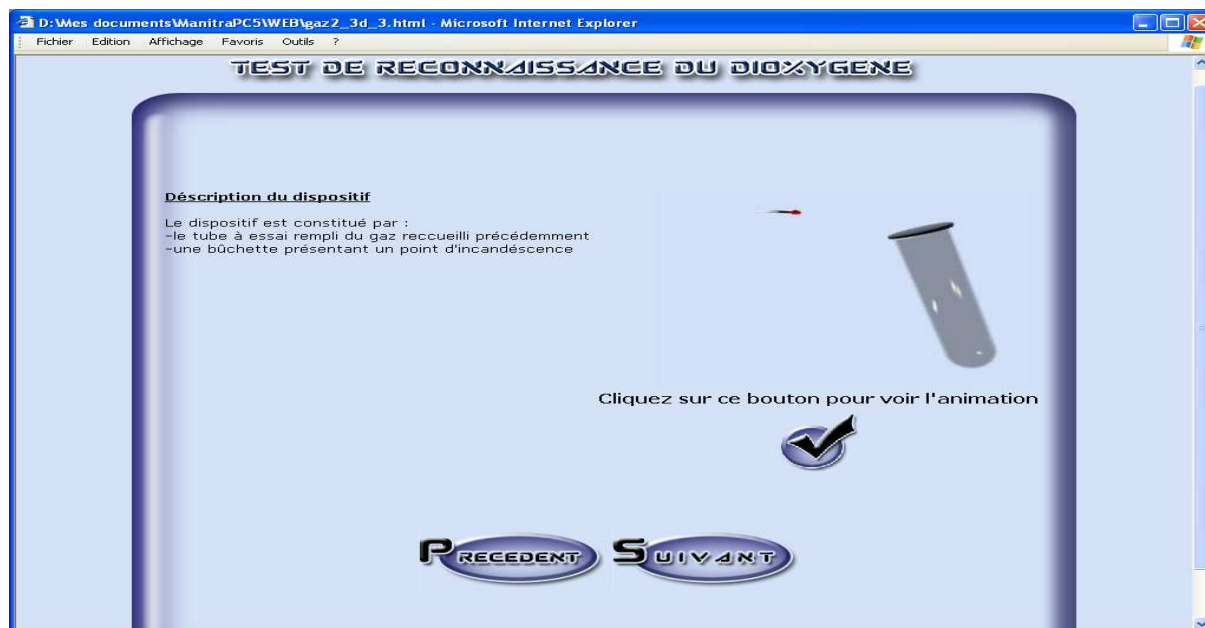 D:\Mes documents\ManitraPC5\WEB\gaz2_3d_3.html - Microsoft Internet Explorer
Fichier Edition Affichage Favoris Outils ?
TEST DE RECONNAISSANCE DU DIOXYGENE
Déscription du dispositif
Le dispositif est constitué par :
-le tube à essai rempli du gaz reccueilli précédemment
-une bûchette présentant un point d'incandéscence
Cliquez sur ce bouton pour voir l'animation
PRECEDENT SUIVANT